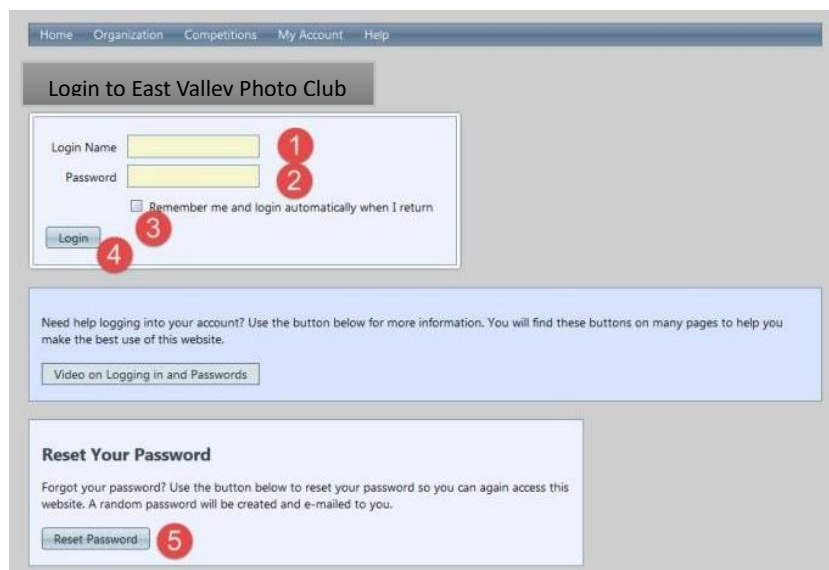 Home Organization Competitions My Account Help
Login to East Valley Photo Club
Login Name 1
Password 2
Remember me and login automatically when I return
3
Login
4
Need help logging into your account? Use the button below for more information. You will find these buttons on many pages to help you
make the best use of this website.
Video on Logging in and Passwords
Reset Your Password
Forgot your password? Use the button below to reset your password so you can again access this
website. A random password will be created and e-mailed to you.
Reset Password 5